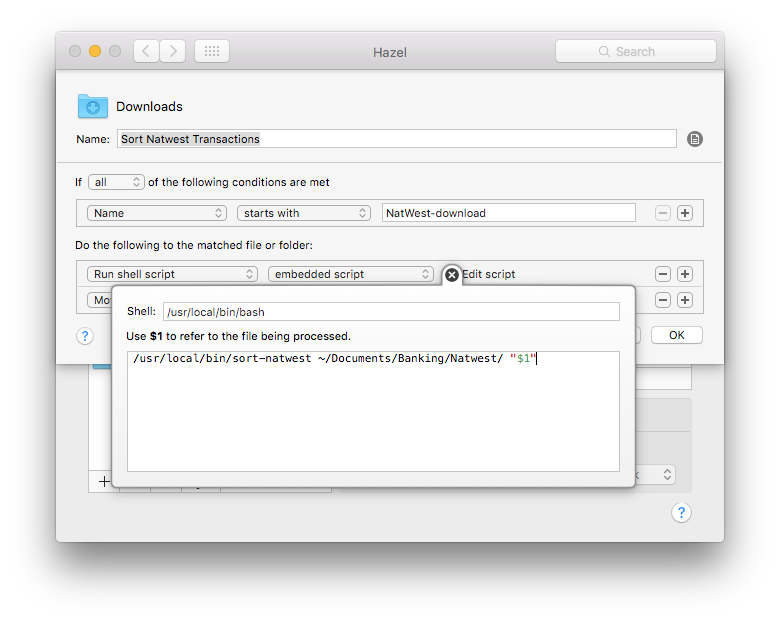 Hazel
Search
Downloads
Name: Sort Natwest Transactions
If all of the following conditions are met
Name starts with NatWest-download
Do the following to the matched file or folder:
Run shell script embedded script Edit script
Mo
Shell: /usr/local/bin/bash
? OK
Use $1 to refer to the file being processed.
/usr/local/bin/sort-natwest ~/Documents/Banking/Natwest/ "$1"
+
?